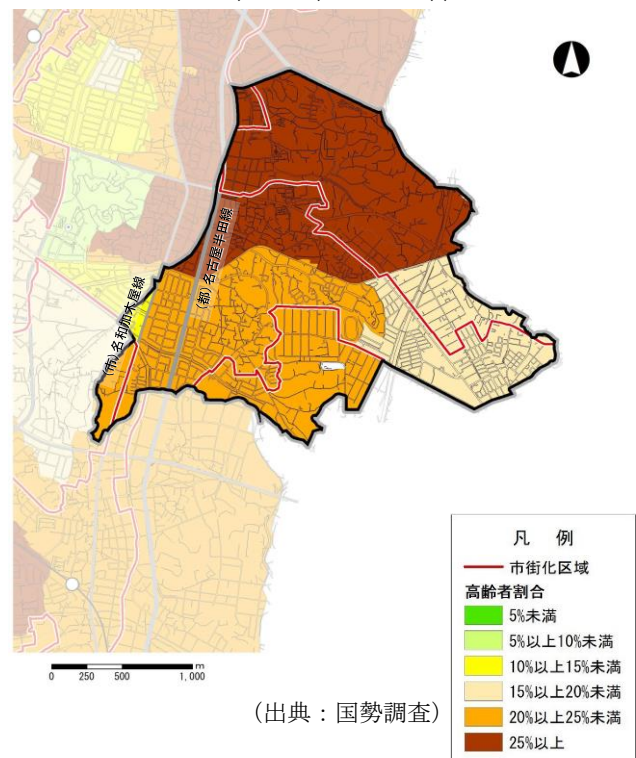 (都)名古屋半田線
(市)名和加木屋線
凡 例
市街化区域
高齢者割合
5%未満
5%以上10%未満
10%以上15%未満
15%以上20%未満
20%以上25%未満
25%以上
0 250 500 1,000 m
(出典:国勢調査)